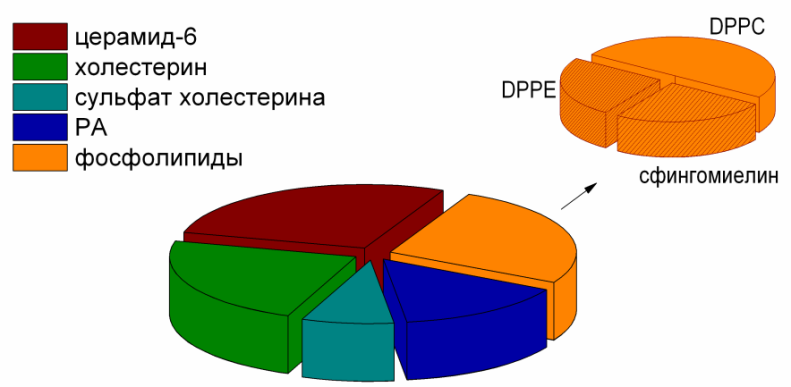 церамид-6
холестерин
сульфат холестерина
PA
фосфолипиды
DPPC
DPPE
сфингомиелин